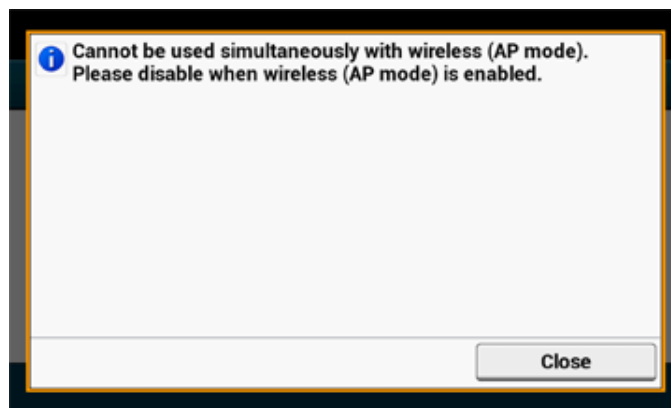 Cannot be used simultaneously with wireless (AP mode).
Please disable when wireless (AP mode) is enabled.
Close